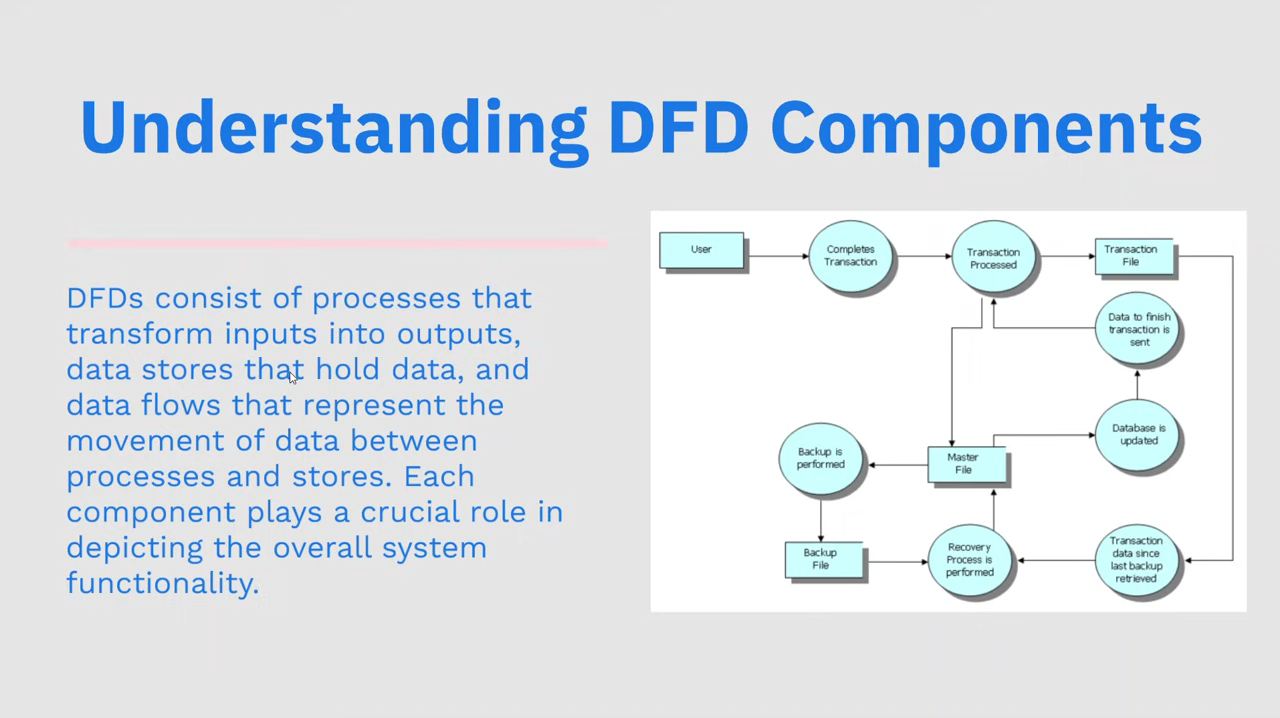 Understanding DFD Components
DFDs consist of processes that
transform inputs into outputs,
data stores that hold data, and
data flows that represent the
movement of data between
processes and stores. Each
component plays a crucial role in
depicting the overall system
functionality.
User
Completes
Transaction
Transaction
Processed
Transaction
File
Data to finish
transaction is
sent
Database is
updated
Master
File
Backup is
performed
Backup
File
Recovery
Process is
performed
Transaction
data since
last backup
retrieved